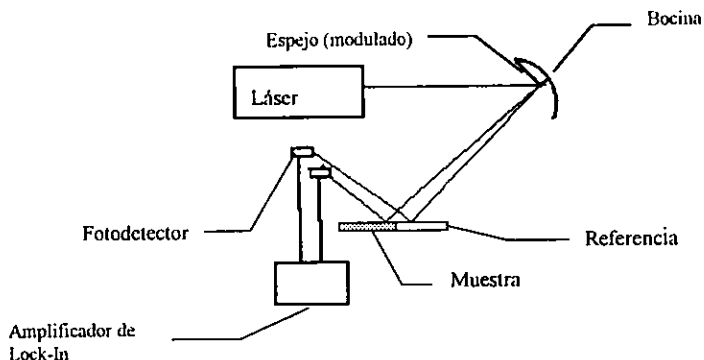 Bocina
Espejo (modulado)
Láser
Fotodetector
Referencia
Muestra
Amplificador de
Lock-In